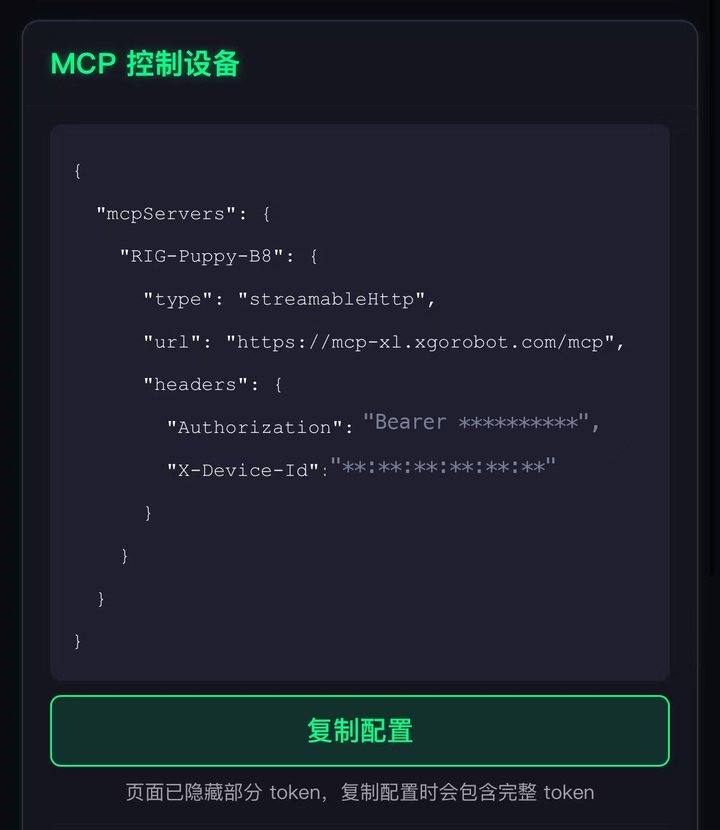 MCP 控制设备
{
"mcpServers": {
"RIG-Puppy-B8": {
"type": "streamableHttp",
"url": "https://mcp-xl.xgorobot.com/mcp",
"headers": {
"Authorization": "Bearer **********",
"X-Device-Id":"**:**:**:**:**:**"
}
}
}
}
复制配置
页面已隐藏部分 token，复制配置时会包含完整 token